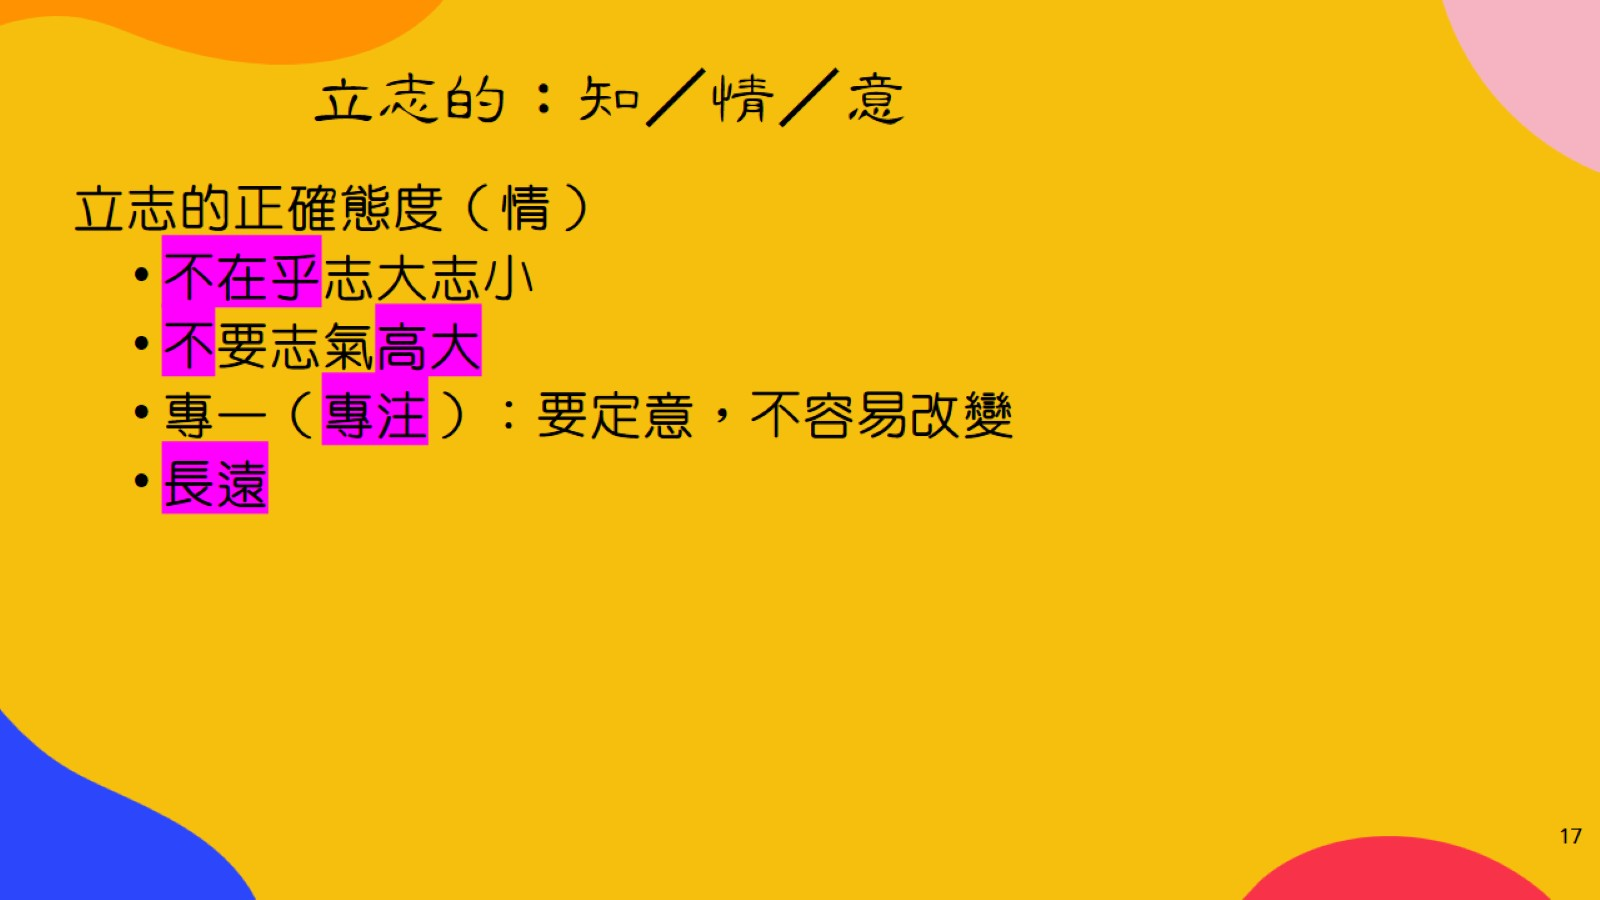 立志的：知／情／意
立志的正確態度（情）
•不在乎志大志小
•不要志氣高大
•專一（專注）：要定意，不容易改變
•長遠
17